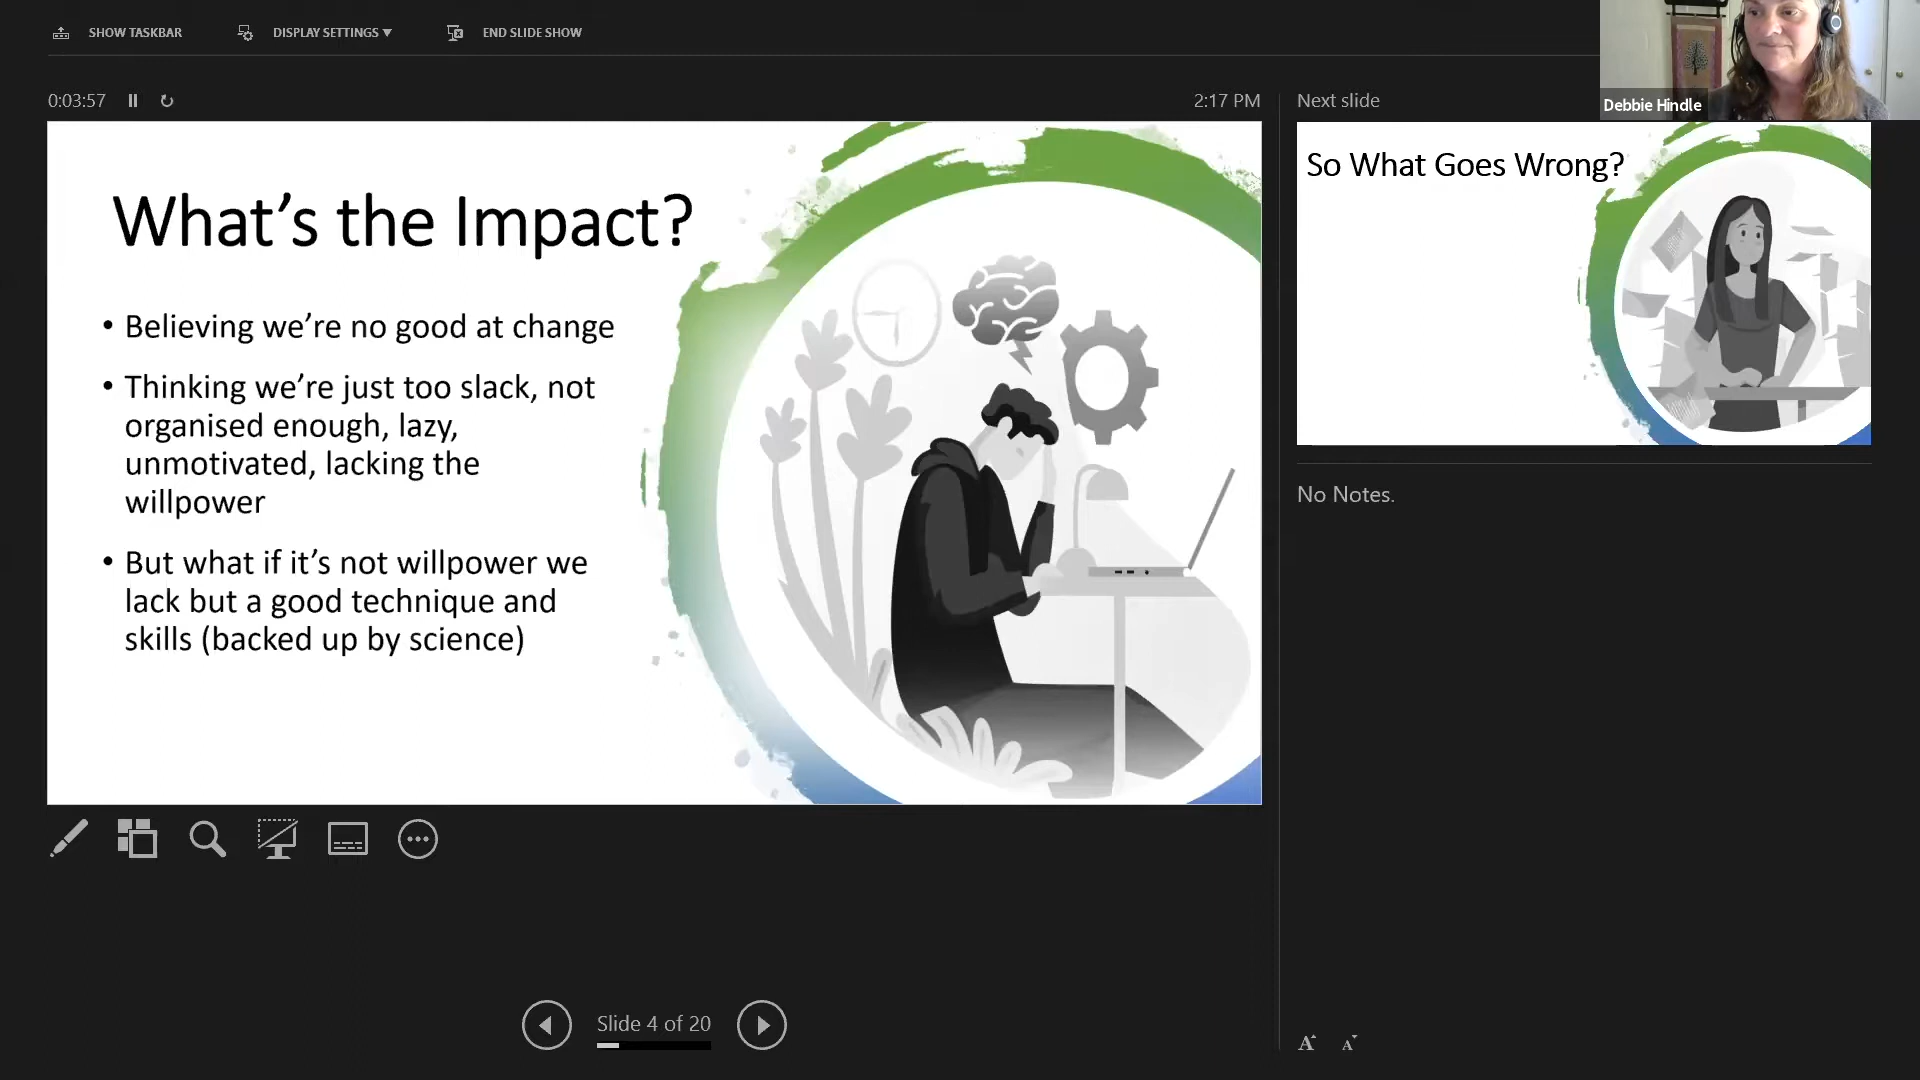 SHOW TASKBAR
DISPLAY SETTINGS ▾
END SLIDE SHOW
Debbie Hindle
0:03:57
2:17 PM
Next slide
What's the Impact?
• Believing we're no good at change
• Thinking we're just too slack, not
organised enough, lazy,
unmotivated, lacking the
willpower
• But what if it's not willpower we
lack but a good technique and
skills (backed up by science)
So What Goes Wrong?
No Notes.
Slide 4 of 20
A A